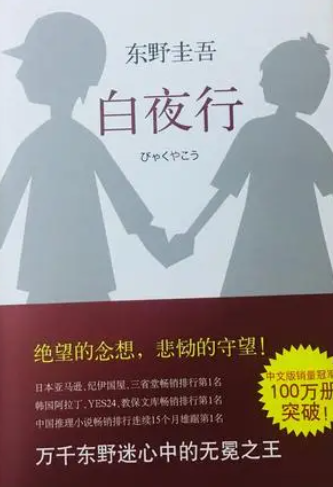 东野圭吾
白夜行
びゃくやこう
绝望的念想，悲恸的守望！
日本亚马逊、纪伊国屋、三省堂畅销排行第1名
韩国阿拉丁、YES24、教保文库畅销排行第1名
中国推理小说畅销排行连续15个月雄踞第1名
中文版销量冠军
100万册
突破！
万千东野迷心中的无冕之王